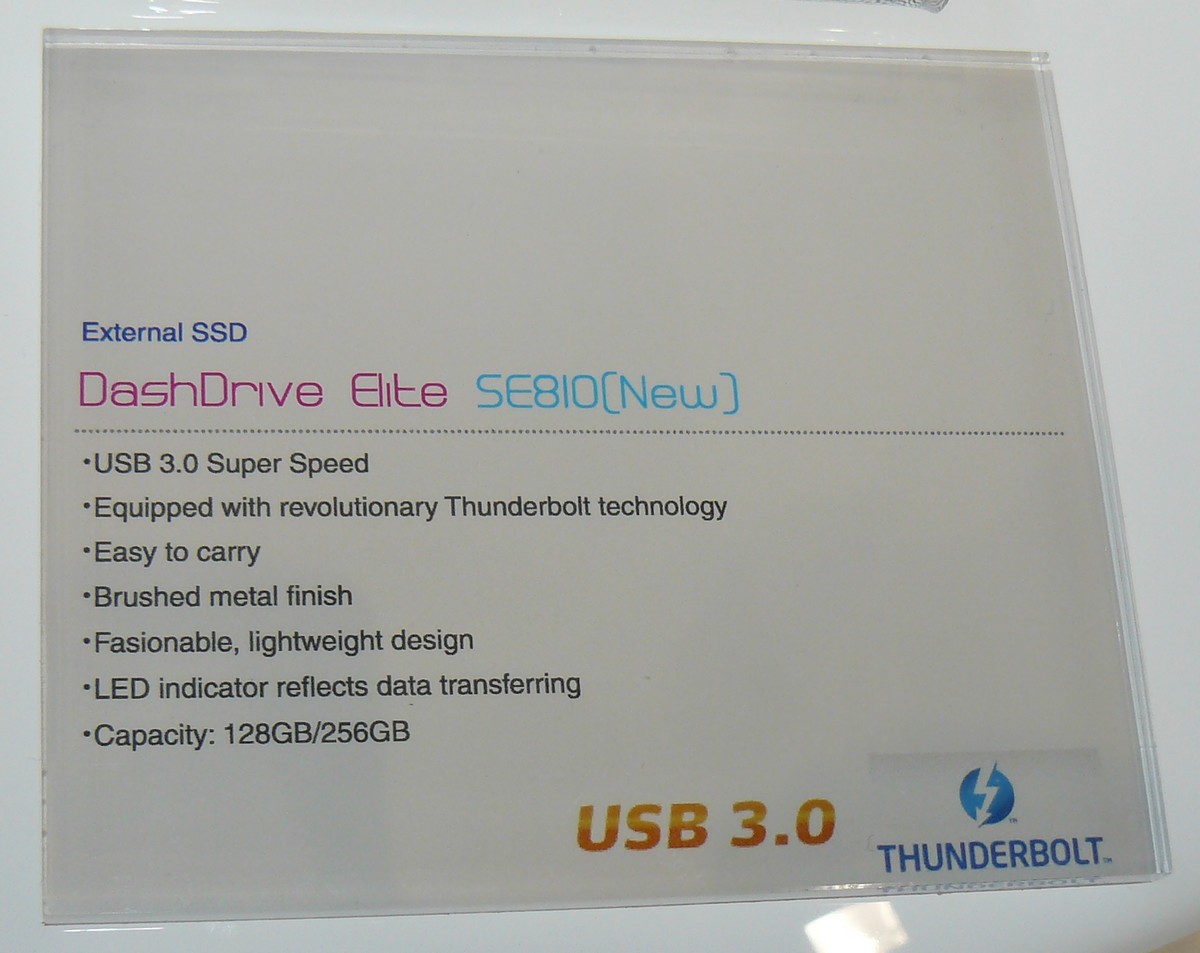 External SSD
DashDrive Elite SE810(New)
•USB 3.0 Super Speed
•Equipped with revolutionary Thunderbolt technology
•Easy to carry
•Brushed metal finish
•Fasionable, lightweight design
•LED indicator reflects data transferring
•Capacity: 128GB/256GB
USB 3.0
THUNDERBOLT™